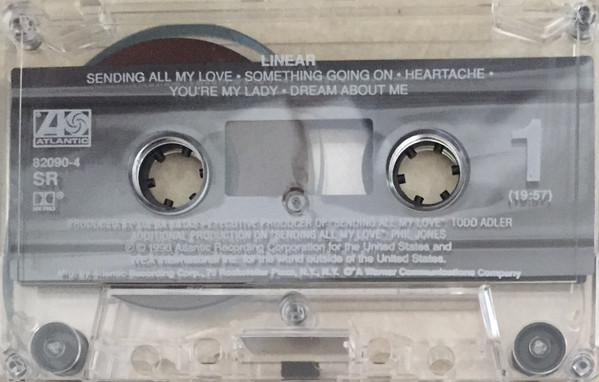 LINEAR
SENDING ALL MY LOVE • SOMETHING GOING ON • HEARTACHE •
YOU'RE MY LADY • DREAM ABOUT ME
ATLANTIC
82090-4
SR
1
(19:57)
PRODUCER OF "SENDING ALL MY LOVE" TODD ADLER
ADDITIONAL PRODUCTION ON "SENDING ALL MY LOVE" PHIL JONES
℗ © 1990 Atlantic Recording Corporation for the United States and
WEA International Inc. for the world outside of the United States.
Atlantic Recording Corp., 75 Rockefeller Plaza, N.Y., N.Y. A Warner Communications Company